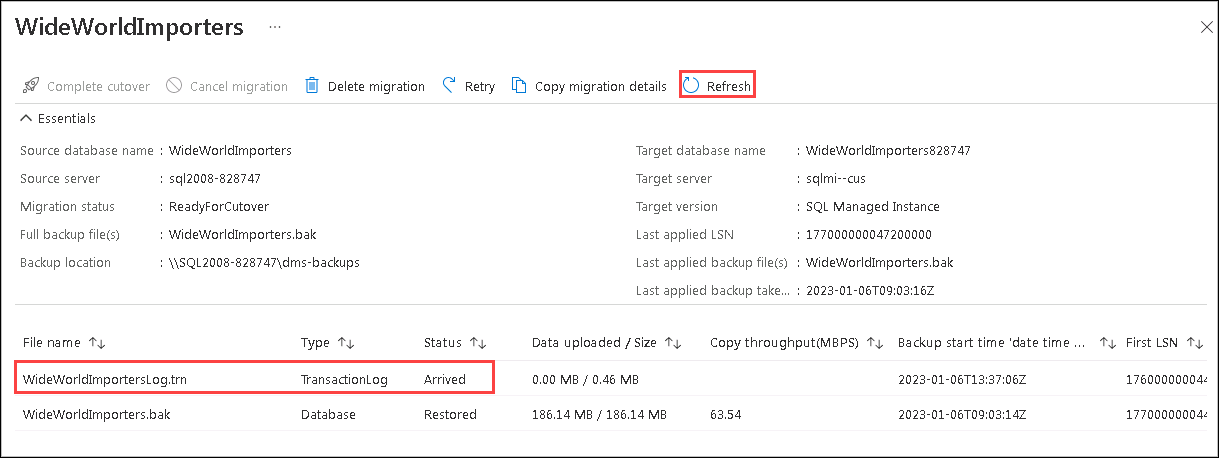 WideWorldImporters ...
Complete cutover Cancel migration Delete migration Retry Copy migration details Refresh
Essentials
Source database name : WideWorldImporters Target database name : WideWorldImporters828747
Source server : sql2008-828747 Target server : sqlmi--cus
Migration status : ReadyForCutover Target version : SQL Managed Instance
Full backup file(s) : WideWorldImporters.bak Last applied LSN : 177000000047200000
Backup location : \\SQL2008-828747\dms-backups Last applied backup file(s) : WideWorldImporters.bak
Last applied backup take... : 2023-01-06T09:03:16Z
File name Type Status Data uploaded / Size Copy throughput(MBPS) Backup start time 'date time ... First LSN
WideWorldImportersLog.trn TransactionLog Arrived 0.00 MB / 0.46 MB 2023-01-06T13:37:06Z 17600000044
WideWorldImporters.bak Database Restored 186.14 MB / 186.14 MB 63.54 2023-01-06T09:03:14Z 17700000044